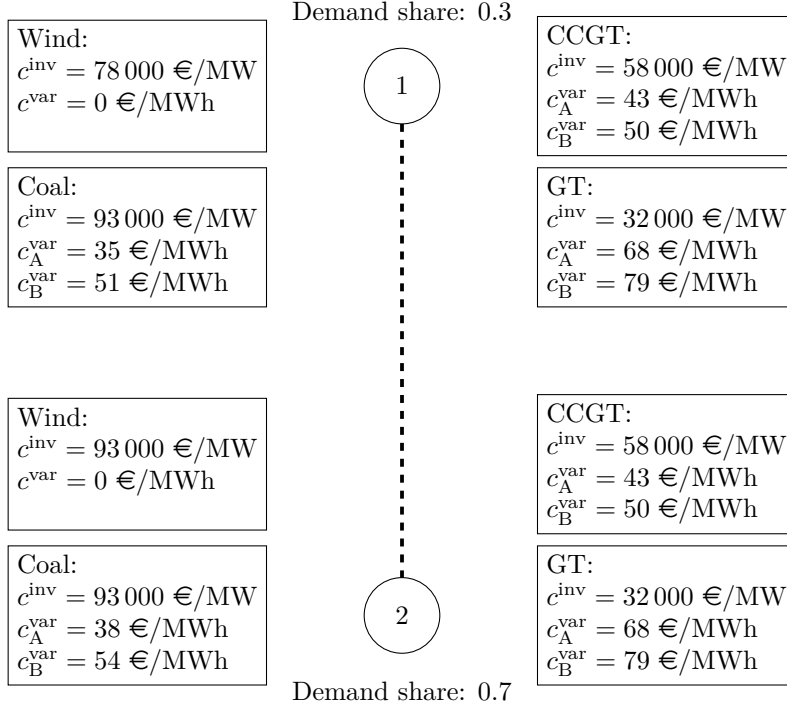 Demand share: 0.3
Wind:
c^inv = 78 000 €/MW
c^var = 0 €/MWh
Coal:
c^inv = 93 000 €/MW
c_A^var = 35 €/MWh
c_B^var = 51 €/MWh
1
CCGT:
c^inv = 58 000 €/MW
c_A^var = 43 €/MWh
c_B^var = 50 €/MWh
GT:
c^inv = 32 000 €/MW
c_A^var = 68 €/MWh
c_B^var = 79 €/MWh
Wind:
c^inv = 93 000 €/MW
c^var = 0 €/MWh
Coal:
c^inv = 93 000 €/MW
c_A^var = 38 €/MWh
c_B^var = 54 €/MWh
2
CCGT:
c^inv = 58 000 €/MW
c_A^var = 43 €/MWh
c_B^var = 50 €/MWh
GT:
c^inv = 32 000 €/MW
c_A^var = 68 €/MWh
c_B^var = 79 €/MWh
Demand share: 0.7